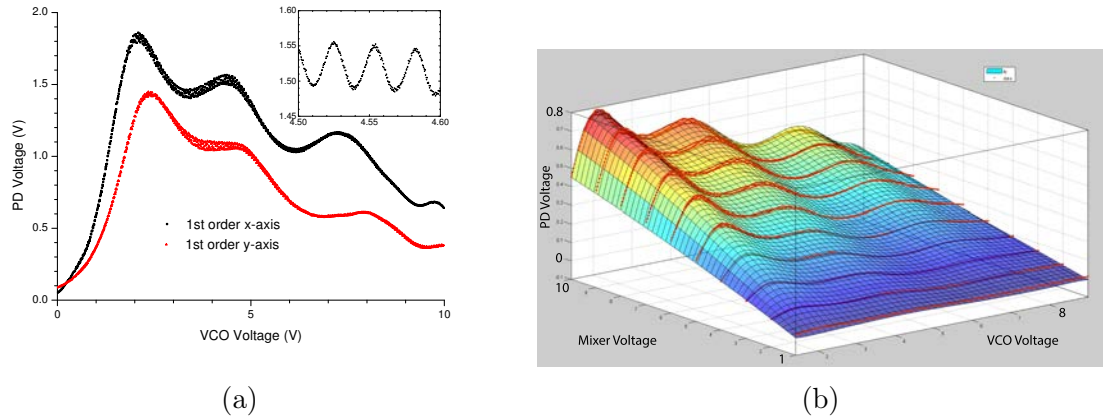 2.0
1.5
1.0
0.5
0.0
0
5
10
PD Voltage (V)
VCO Voltage (V)
1st order x-axis
1st order y-axis
1.60
1.55
1.50
1.45
4.50
4.55
4.60
(a)
0.8
0
PD Voltage
10
Mixer Voltage
1
VCO Voltage
8
(b)